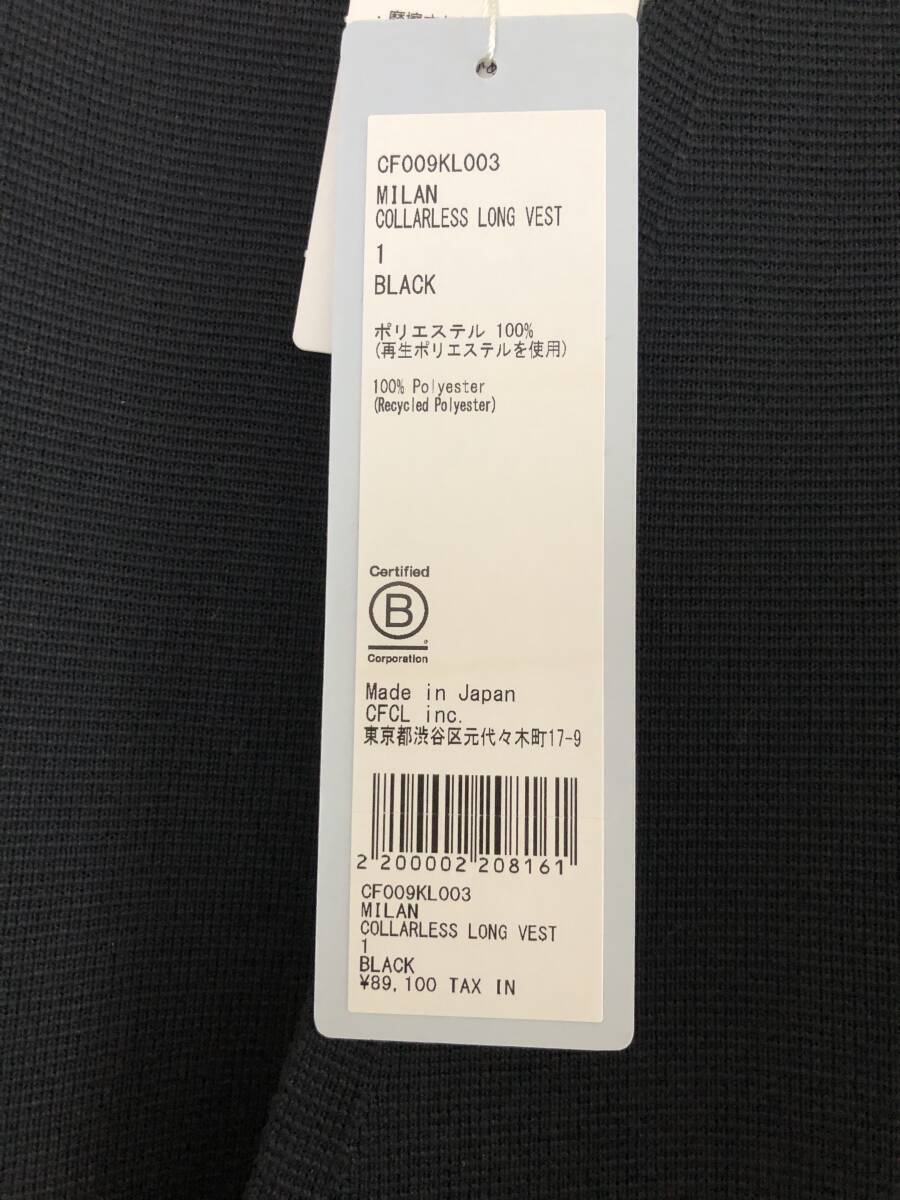 CF009KL003
MILAN
COLLARLESS LONG VEST
1
BLACK
ポリエステル 100%
(再生ポリエステルを使用)
100% Polyester
(Recycled Polyester)
Certified
B
Corporation
Made in Japan
CFCL inc.
東京都渋谷区元代々木町17-9
2 200002 208161
CF009KL003
MILAN
COLLARLESS LONG VEST
1
BLACK
¥89,100 TAX IN